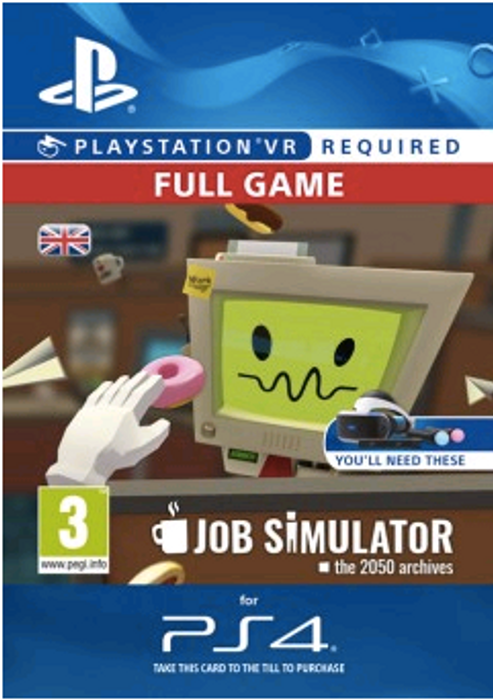 PLAYSTATION®VR REQUIRED
FULL GAME
YOU'LL NEED THESE
3
www.pegi.info
JOB SiMULATOR
the 2050 archives
for
PS4
TAKE THIS CARD TO THE TILL TO PURCHASE